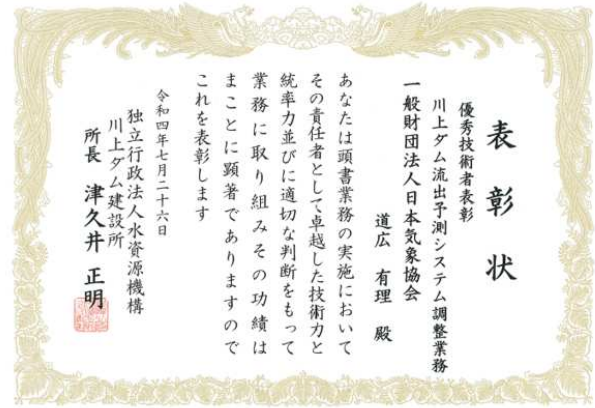 表彰状
優秀技術者表彰
川上ダム流出予測システム調整業務
一般財団法人日本気象協会
道広 有理 殿
あなたは頭書業務の実施において
その責任者として卓越した技術力と
統率力並びに適切な判断をもって
業務に取り組みその功績は
まことに顕著でありますので
これを表彰します
令和四年七月二十六日
独立行政法人水資源機構
川上ダム建設所
所長 津久井 正明